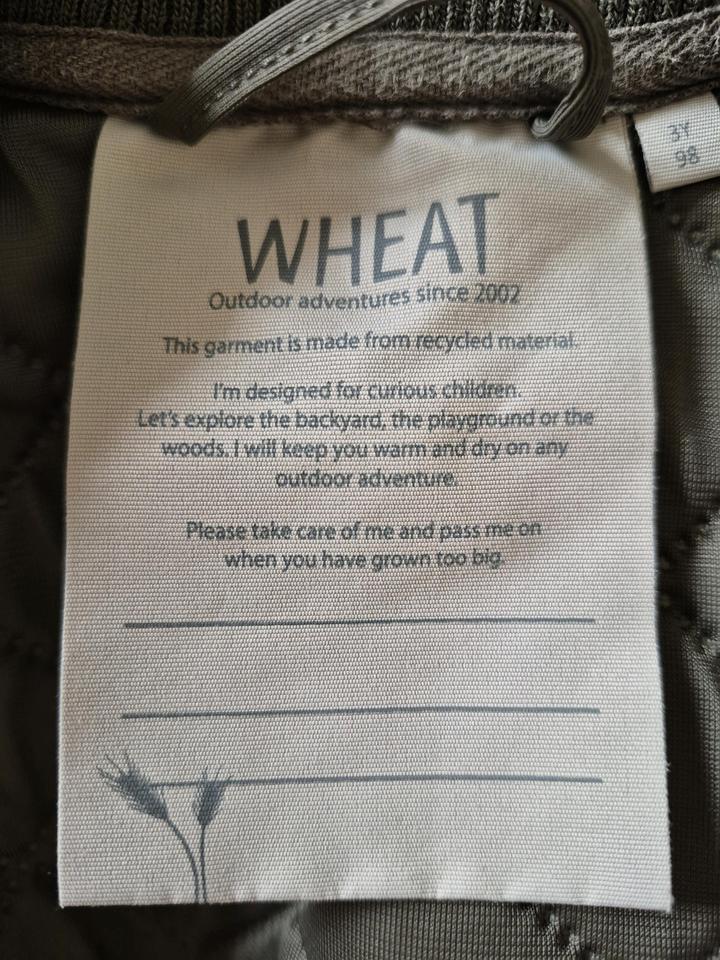 3Y
98
WHEAT
Outdoor adventures since 2002
This garment is made from recycled material.
I'm designed for curious children.
Let's explore the backyard, the playground or the
woods. I will keep you warm and dry on any
outdoor adventure.
Please take care of me and pass me on
when you have grown too big.